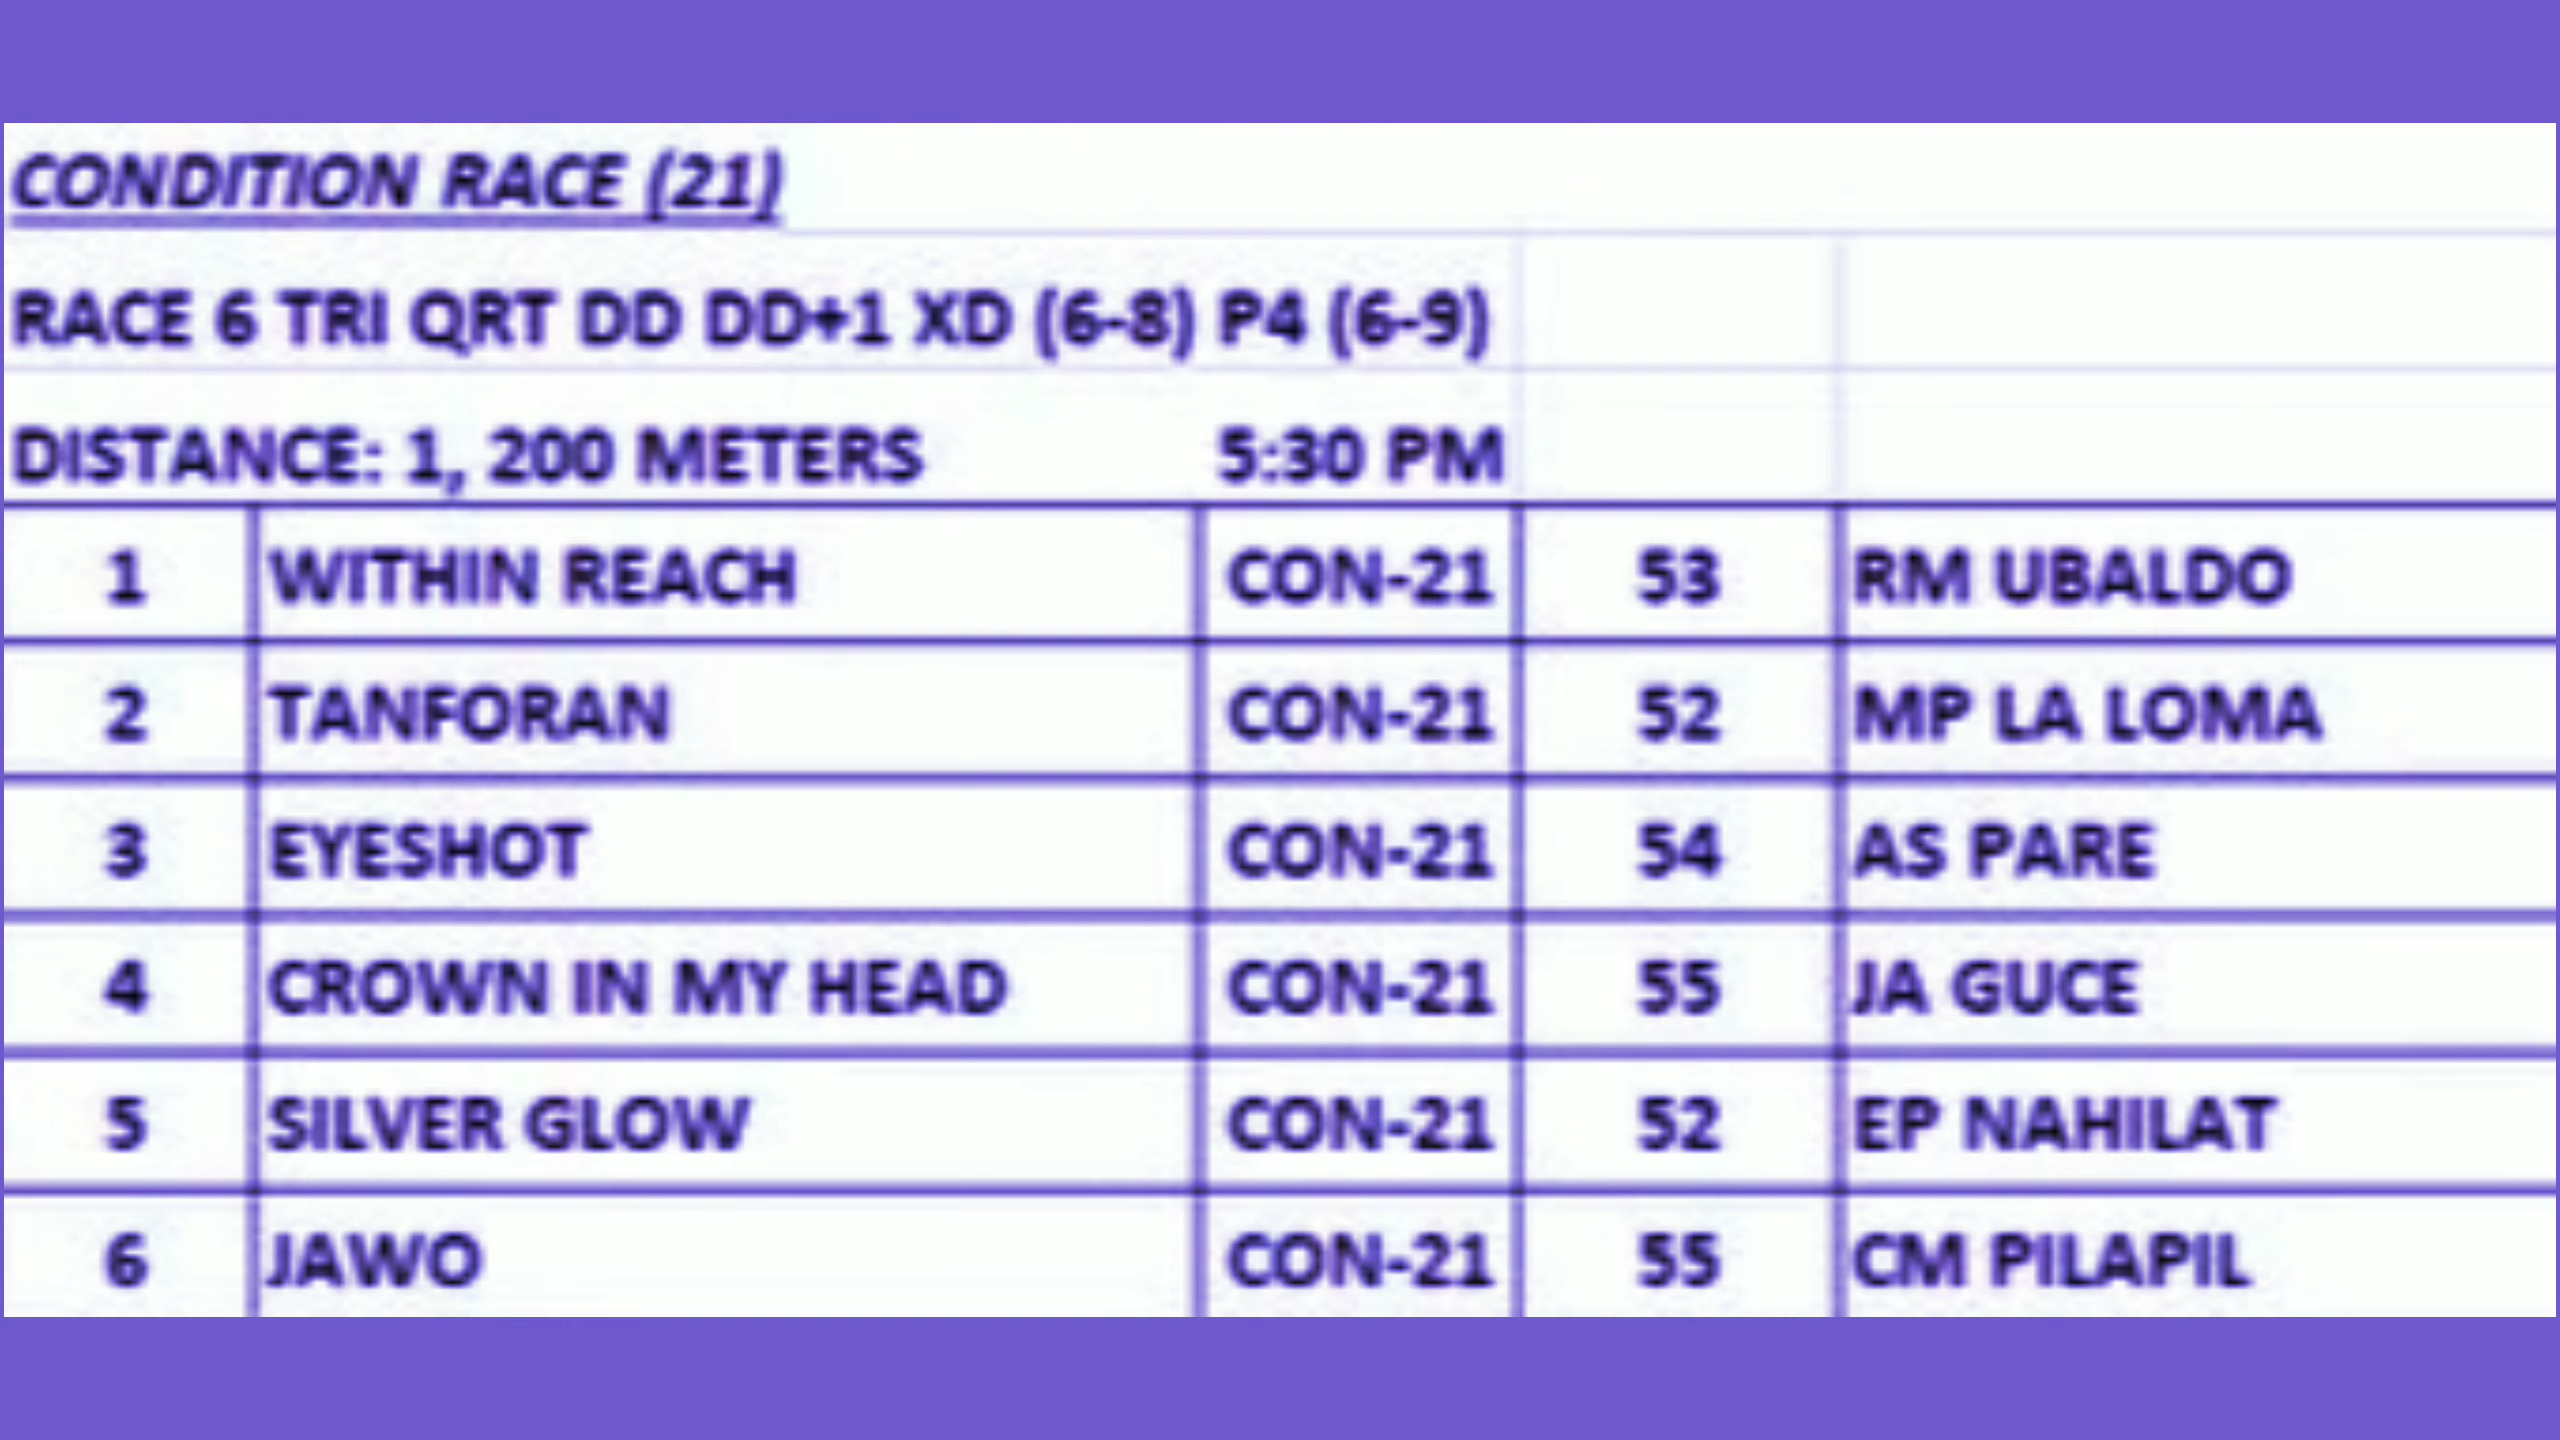 CONDITION RACE (21)
RACE 6 TRI QRT DD DD+1 XD (6-8) P4 (6-9)
DISTANCE: 1, 200 METERS 5:30 PM
1 WITHIN REACH CON-21 53 RM UBALDO
2 TANFORAN CON-21 52 MP LA LOMA
3 EYESHOT CON-21 54 AS PARE
4 CROWN IN MY HEAD CON-21 55 JA GUCE
5 SILVER GLOW CON-21 52 EP NAHILAT
6 JAWO CON-21 55 CM PILAPIL